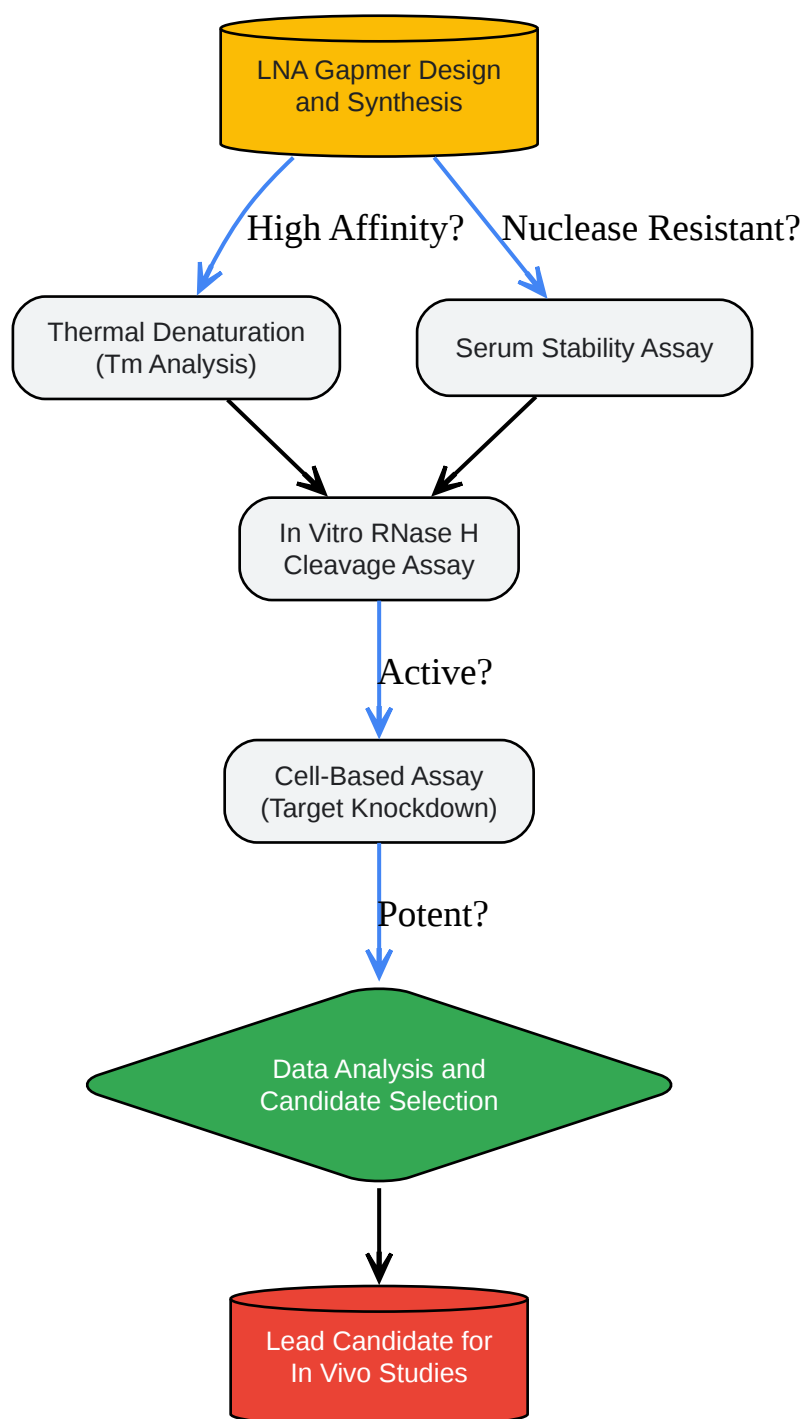 LNA Gapmer Design
and Synthesis
High Affinity?
Nuclease Resistant?
Thermal Denaturation
(Tm Analysis)
Serum Stability Assay
In Vitro RNase H
Cleavage Assay
Active?
Cell-Based Assay
(Target Knockdown)
Potent?
Data Analysis and
Candidate Selection
Lead Candidate for
In Vivo Studies